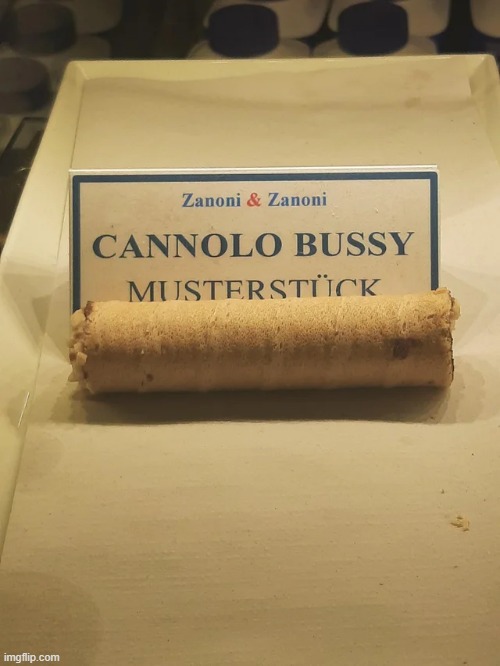 Zanoni & Zanoni
CANNOLO BUSSY
MUSTERSTÜCK
imgflip.com